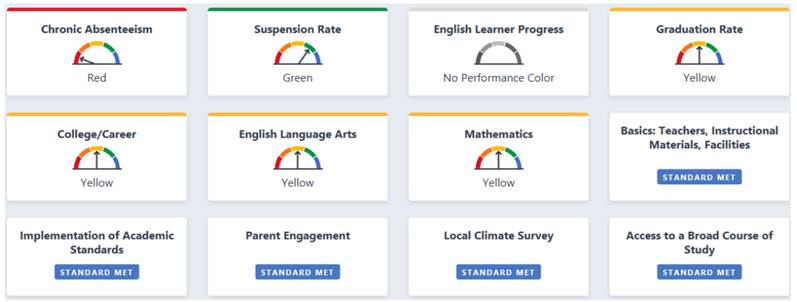 Chronic Absenteeism
Red
Suspension Rate
Green
English Learner Progress
No Performance Color
Graduation Rate
Yellow
College/Career
Yellow
English Language Arts
Yellow
Mathematics
Yellow
Basics: Teachers, Instructional
Materials, Facilities
STANDARD MET
Implementation of Academic
Standards
STANDARD MET
Parent Engagement
STANDARD MET
Local Climate Survey
STANDARD MET
Access to a Broad Course of
Study
STANDARD MET